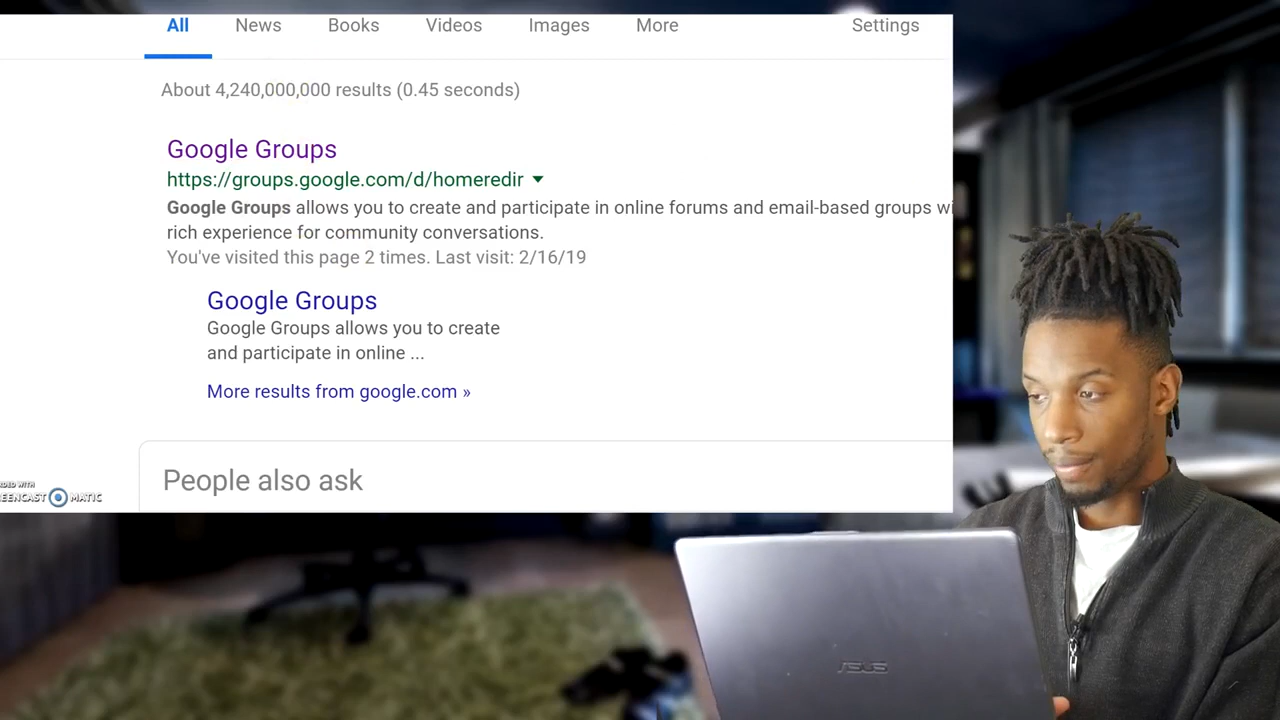 All News Books Videos Images More Settings
About 4,240,000,000 results (0.45 seconds)
Google Groups
https://groups.google.com/d/homeredir
Google Groups allows you to create and participate in online forums and email-based groups
rich experience for community conversations.
You've visited this page 2 times. Last visit: 2/16/19
Google Groups
Google Groups allows you to create
and participate in online ...
More results from google.com »
People also ask
MATIC
ASUS